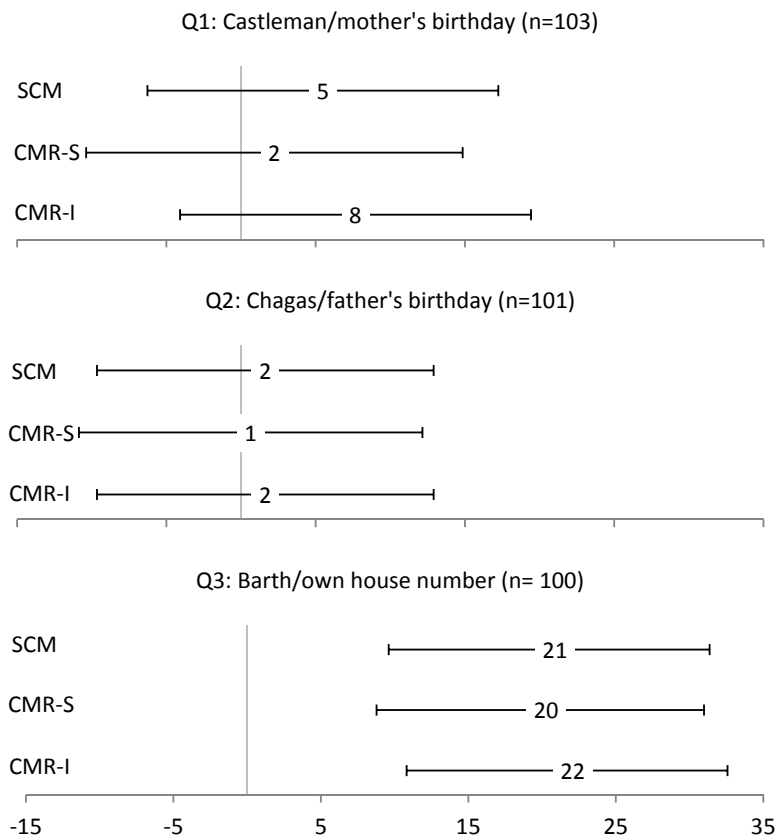 Q1: Castleman/mother's birthday (n=103)
SCM 5
CMR-S 2
CMR-I 8
Q2: Chagas/father's birthday (n=101)
SCM 2
CMR-S 1
CMR-I 2
Q3: Barth/own house number (n= 100)
SCM 21
CMR-S 20
CMR-I 22
-15 -5 5 15 25 35